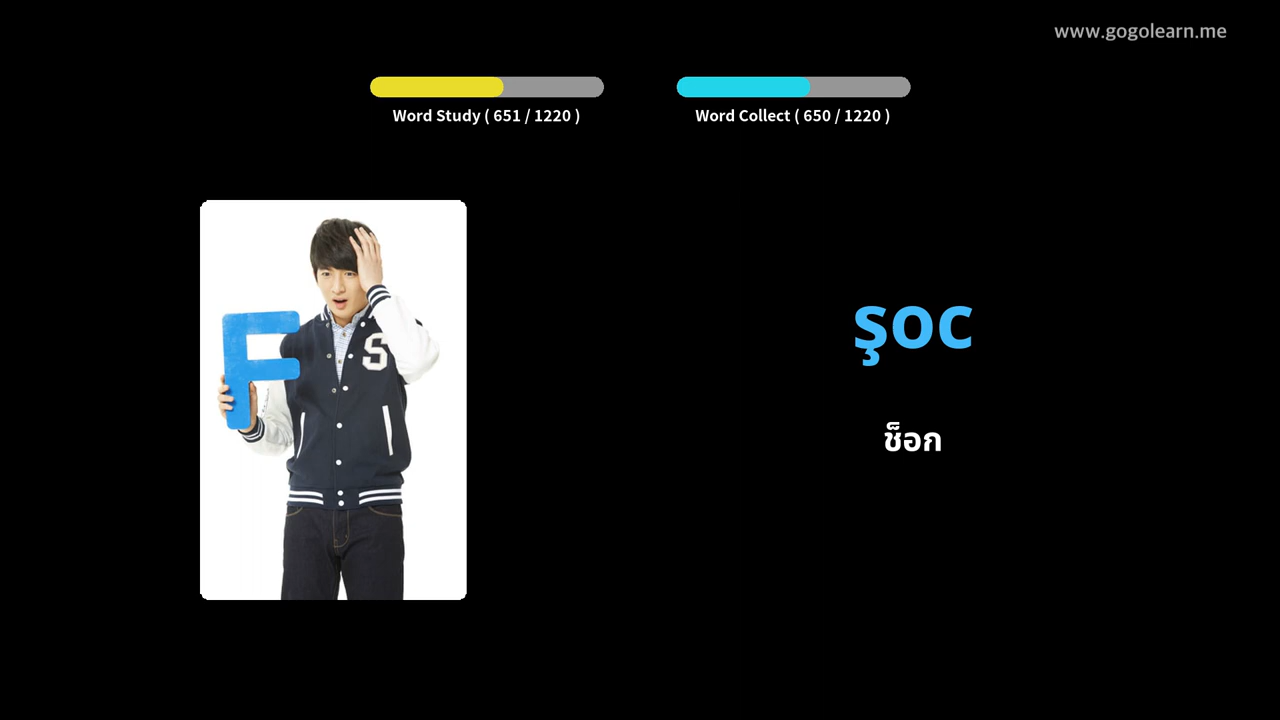 www.gogolearn.me
Word Study ( 651 / 1220 )
Word Collect ( 650 / 1220 )
F
S
şoc
ช็อก